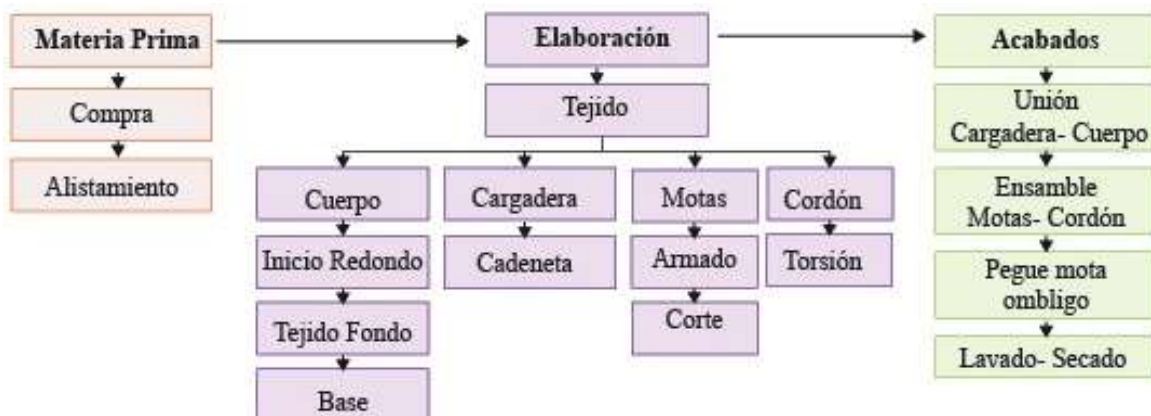 Materia Prima
Compra
Alistamiento
Elaboración
Tejido
Cuerpo
Inicio Redondo
Tejido Fondo
Base
Cargadera
Cadeneta
Motas
Armado
Corte
Cordón
Torsión
Acabados
Unión
Cargadera- Cuerpo
Ensamble
Motas- Cordón
Pegue mota
ombligo
Lavado- Secado